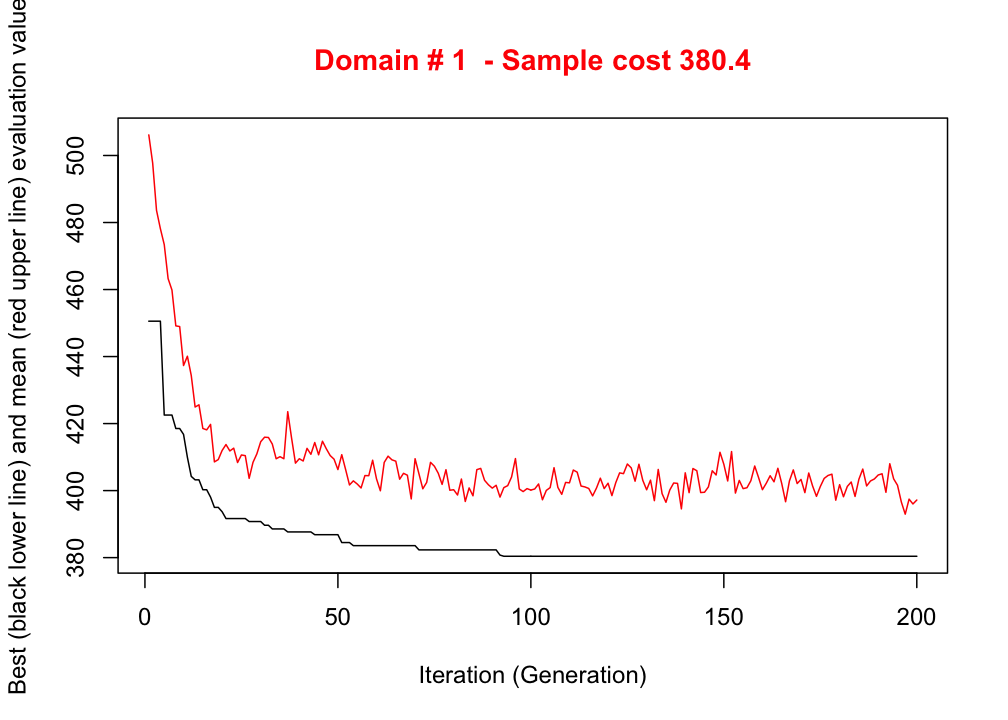 Domain # 1  - Sample cost 380.4
Best (black lower line) and mean (red upper line) evaluation value
500
480
460
440
420
400
380
0 50 100 150 200
Iteration (Generation)